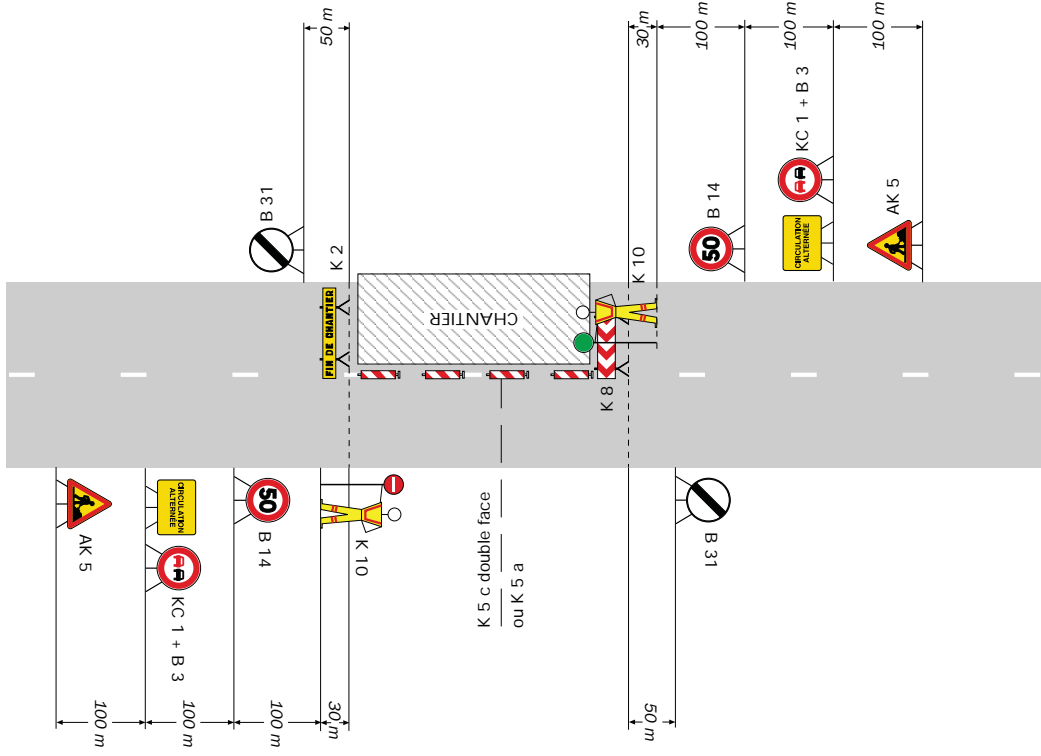 50 m
30 m
100 m
100 m
100 m
B 31
K 2
K 10
B 14
50
KC 1 + B 3
CIRCULATION
ALTERNÉE
AK 5
FIN DE CHANTIER
CHANTIER
K 8
AK 5
CIRCULATION
ALTERNÉE
KC 1 + B 3
50
B 14
K 10
K 5 c double face
ou K 5 a
B 31
100 m
100 m
100 m
30 m
50 m